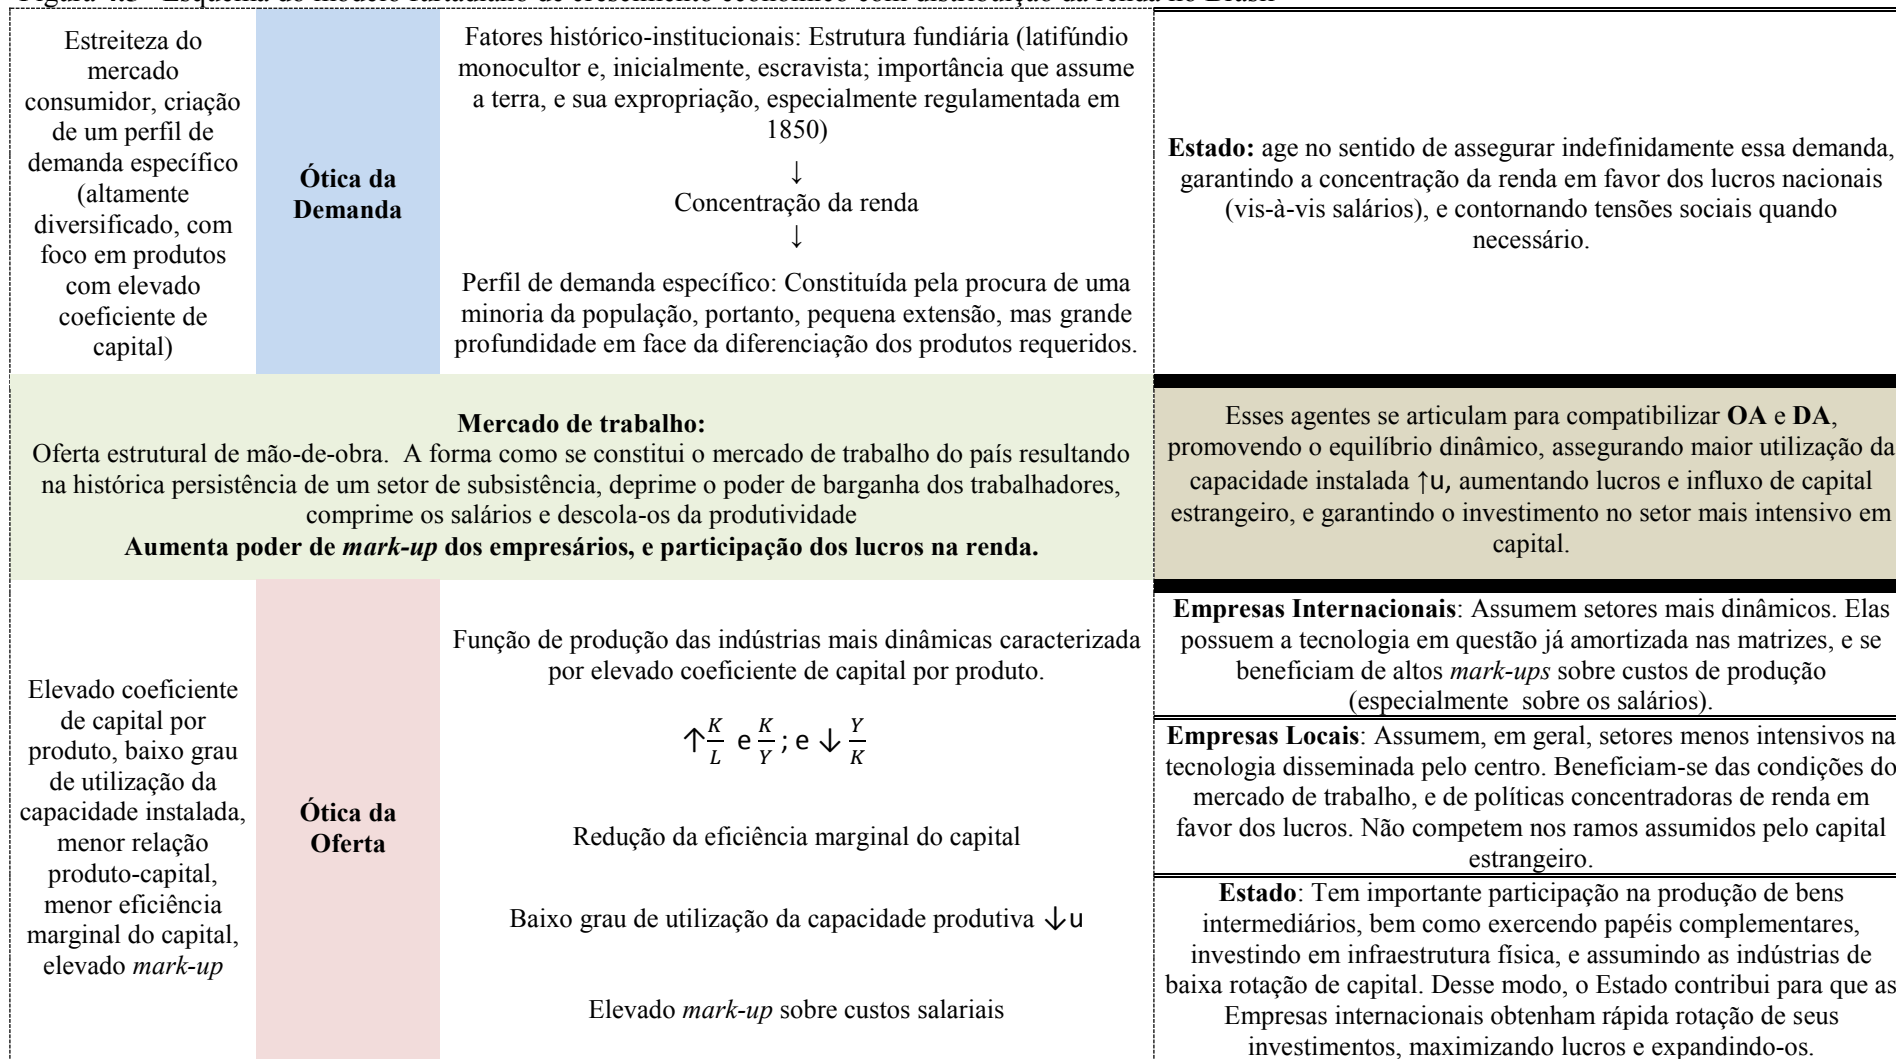 Figura 4.3 - Esquema do modelo furtadiano de crescimento econômico com distribuição da renda no Brasil
Estreiteza do
mercado
consumidor, criação
de um perfil de
demanda específico
(altamente
diversificado, com
foco em produtos
com elevado
coeficiente de
capital)
Ótica da
Demanda
Fatores histórico-institucionais: Estrutura fundiária (latifúndio
monocultor e, inicialmente, escravista; importância que assume
a terra, e sua expropriação, especialmente regulamentada em
1850)
↓
Concentração da renda
↓
Perfil de demanda específico: Constituída pela procura de uma
minoria da população, portanto, pequena extensão, mas grande
profundidade em face da diferenciação dos produtos requeridos.
Estado: age no sentido de assegurar indefinidamente essa demanda,
garantindo a concentração da renda em favor dos lucros nacionais
(vis-à-vis salários), e contornando tensões sociais quando
necessário.
Mercado de trabalho:
Oferta estrutural de mão-de-obra. A forma como se constitui o mercado de trabalho do país resultando
na histórica persistência de um setor de subsistência, deprime o poder de barganha dos trabalhadores,
comprime os salários e descola-os da produtividade
Aumenta poder de mark-up dos empresários, e participação dos lucros na renda.
Esses agentes se articulam para compatibilizar OA e DA,
promovendo o equilíbrio dinâmico, assegurando maior utilização da
capacidade instalada ↑u, aumentando lucros e influxo de capital
estrangeiro, e garantindo o investimento no setor mais intensivo em
capital.
Elevado coeficiente
de capital por
produto, baixo grau
de utilização da
capacidade instalada,
menor relação
produto-capital,
menor eficiência
marginal do capital,
elevado mark-up
Ótica da
Oferta
Função de produção das indústrias mais dinâmicas caracterizada
por elevado coeficiente de capital por produto.
↑K/L e K/Y; e ↓ Y/K
Redução da eficiência marginal do capital
Baixo grau de utilização da capacidade produtiva ↓u
Elevado mark-up sobre custos salariais
Empresas Internacionais: Assumem setores mais dinâmicos. Elas
possuem a tecnologia em questão já amortizada nas matrizes, e se
beneficiam de altos mark-ups sobre custos de produção
(especialmente sobre os salários).
Empresas Locais: Assumem, em geral, setores menos intensivos na
tecnologia disseminada pelo centro. Beneficiam-se das condições do
mercado de trabalho, e de políticas concentradoras de renda em
favor dos lucros. Não competem nos ramos assumidos pelo capital
estrangeiro.
Estado: Tem importante participação na produção de bens
intermediários, bem como exercendo papéis complementares,
investindo em infraestrutura física, e assumindo as indústrias de
baixa rotação de capital. Desse modo, o Estado contribui para que as
Empresas internacionais obtenham rápida rotação de seus
investimentos, maximizando lucros e expandindo-os.